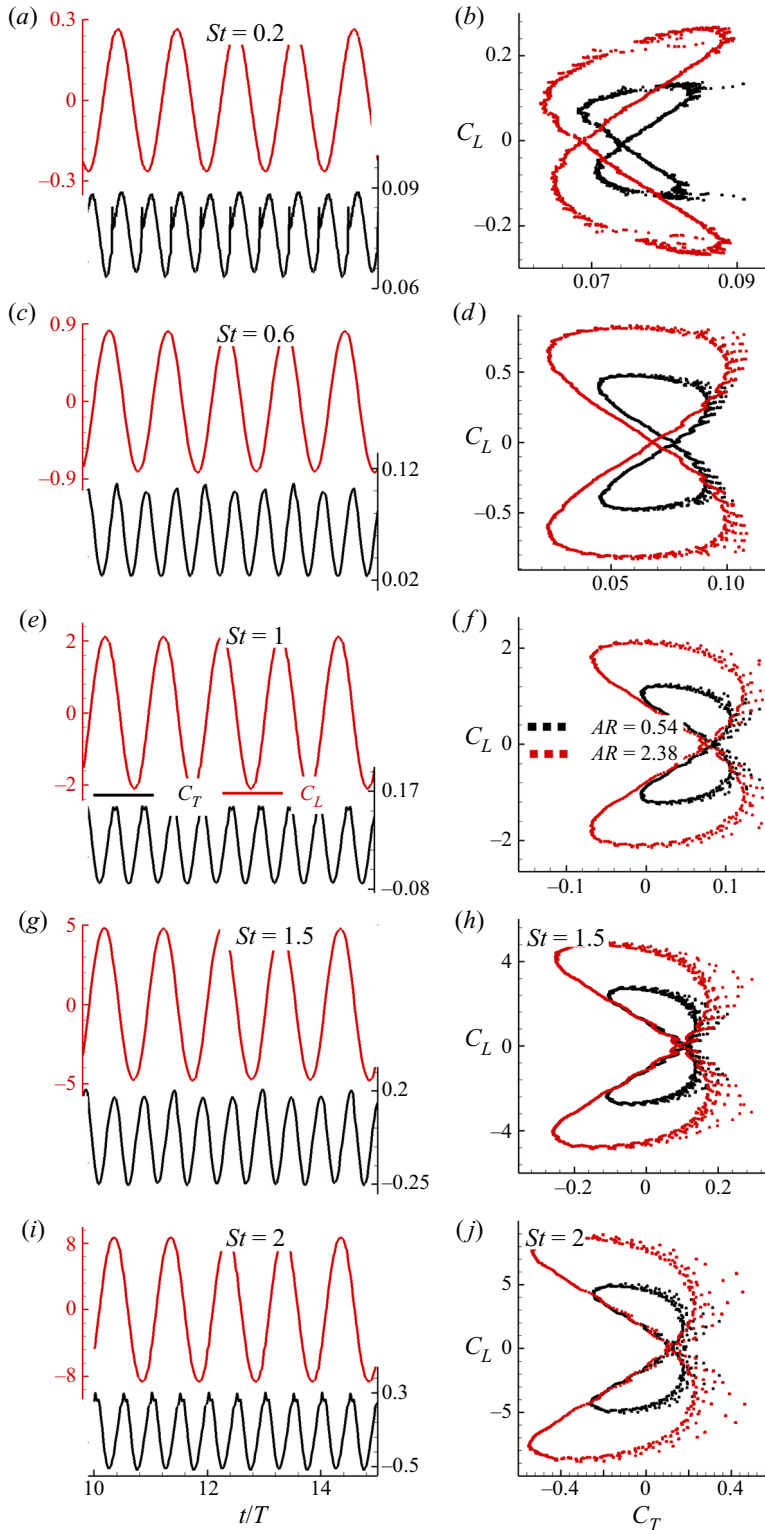 (a)
St = 0.2
0.3
0
–0.3
0.09
0.06
(b)
0.2
C_L
0
–0.2
0.07
0.09
(c)
St = 0.6
0.9
0
–0.9
0.12
0.02
(d)
0.5
C_L
0
–0.5
0.05
0.10
(e)
St = 1
2
0
–2
C_T
C_L
0.17
–0.08
(f)
2
AR = 0.54
C_L
0
AR = 2.38
–2
–0.1
0
0.1
(g)
St = 1.5
5
0
–5
0.2
–0.25
(h)
St = 1.5
4
C_L
0
–4
–0.2
0
0.2
(i)
St = 2
8
0
–8
0.3
–0.5
10
12
14
t/T
(j)
St = 2
5
C_L
0
–5
–0.4
0
0.4
C_T